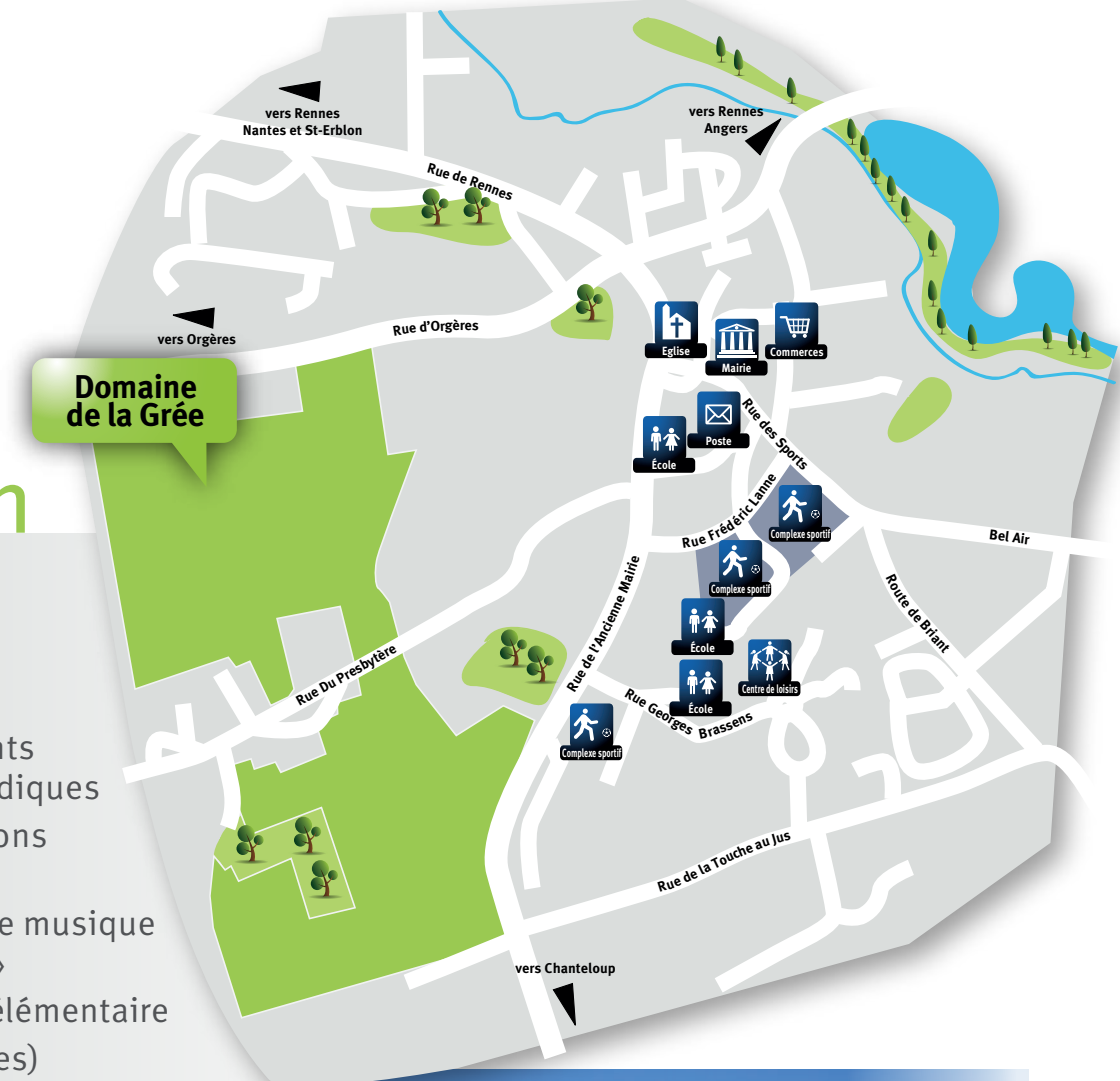 vers Rennes
Nantes et St-Erblon
vers Rennes
Angers
Rue de Rennes
vers Orgères
Rue d'Orgères
Domaine
de la Grée
Eglise
Mairie
Commerces
Poste
École
Rue des Sports
Rue Frédéric Lanne
Complexe sportif
Bel Air
Complexe sportif
Rue de l'Ancienne Mairie
Route de Briant
École
Rue Du Presbytère
Centre de loisirs
École
Rue Georges Brassens
Complexe sportif
Rue de la Touche au Jus
vers Chanteloup
n
nts
diques
ons
e musique
»
élémentaire
es)